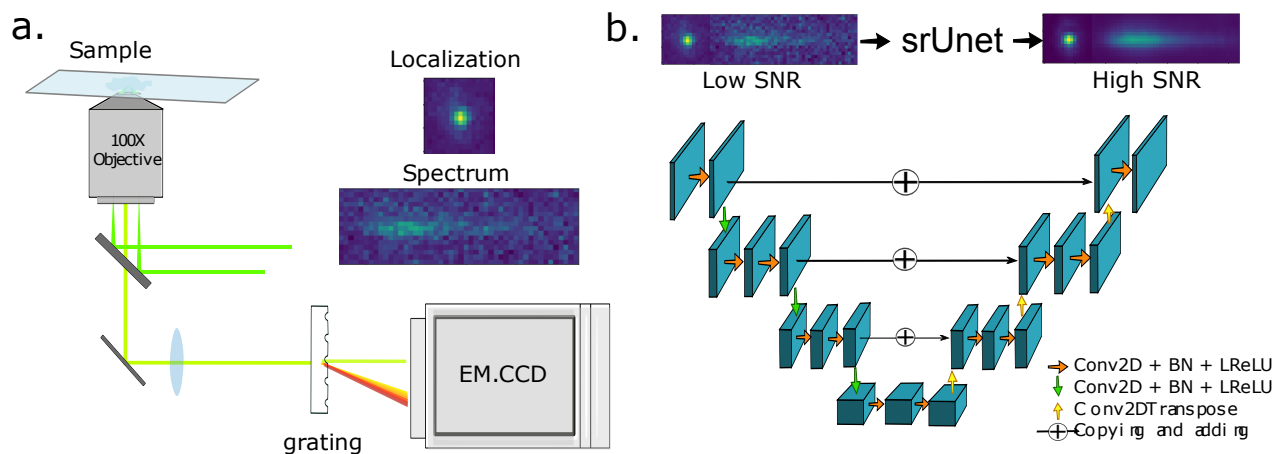 a.
Sample
100X
Objective
Localization
Spectrum
grating
EM.CCD
b.
srUnet
Low SNR
High SNR
Conv2D + BN + LReLU
Conv2D + BN + LReLU
Conv2DTranspose
Copying and adding